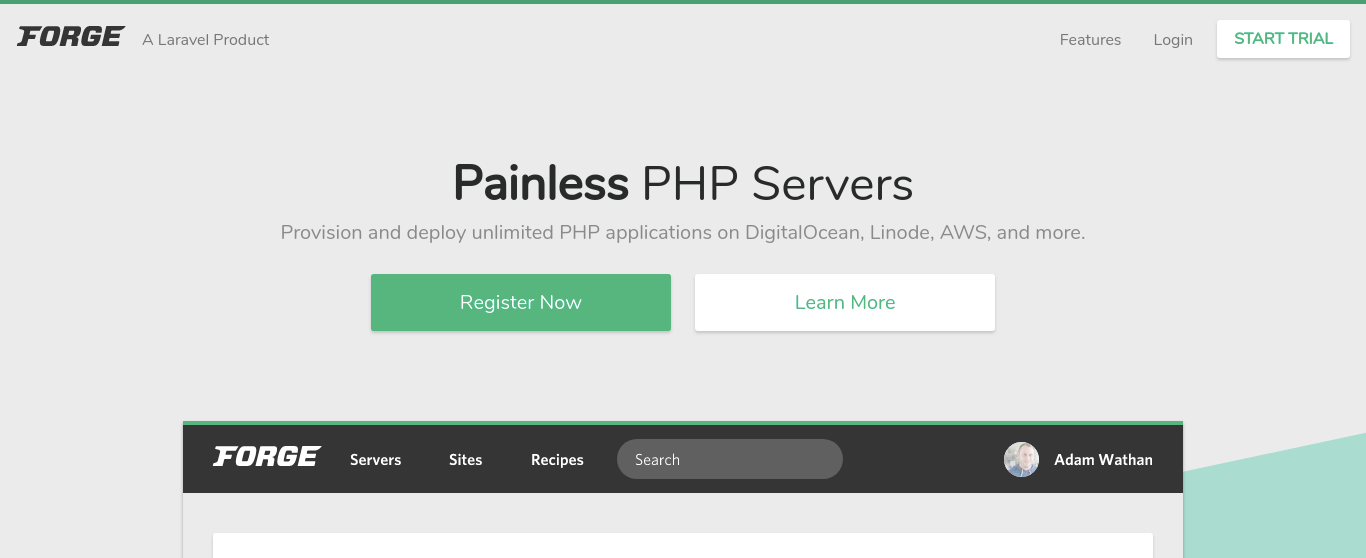 FORGE A Laravel Product Features Login START TRIAL
Painless PHP Servers
Provision and deploy unlimited PHP applications on DigitalOcean, Linode, AWS, and more.
Register Now Learn More
FORGE Servers Sites Recipes Search Adam Wathan